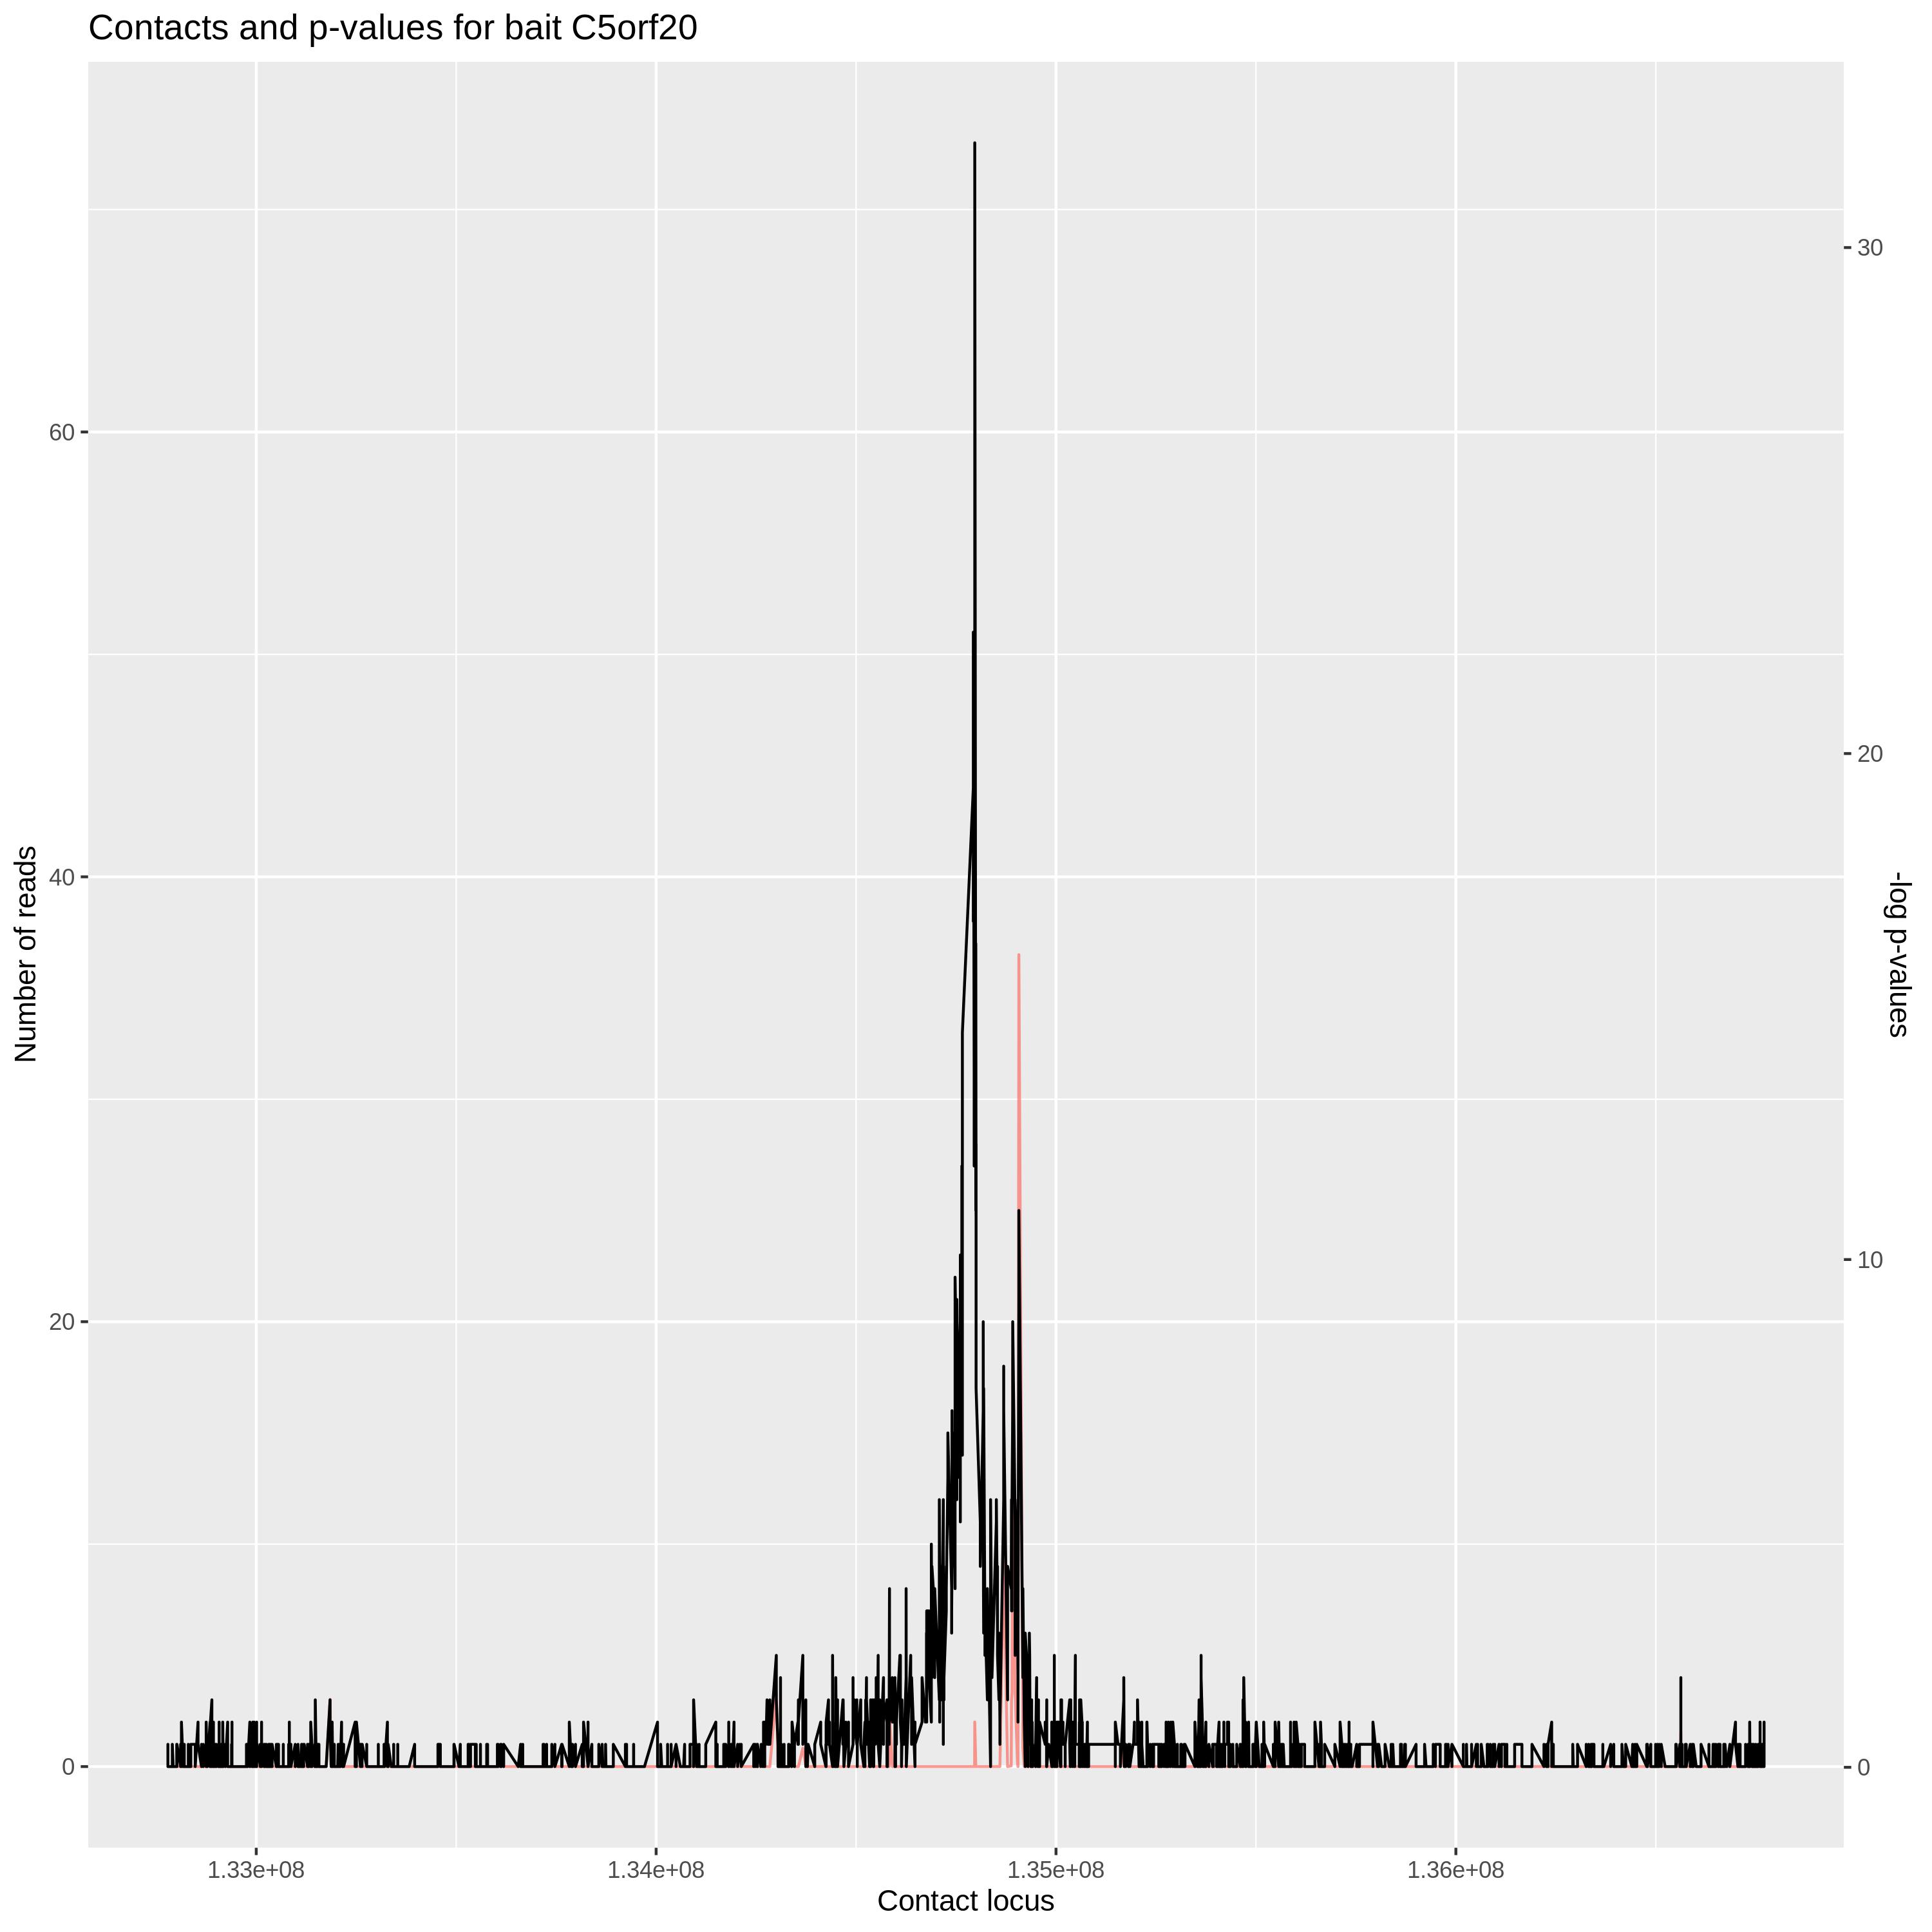 Contacts and p-values for bait C5orf20
60
40
20
0
30
20
10
0
Number of reads
-log p-values
1.33e+08 1.34e+08 1.35e+08 1.36e+08
Contact locus